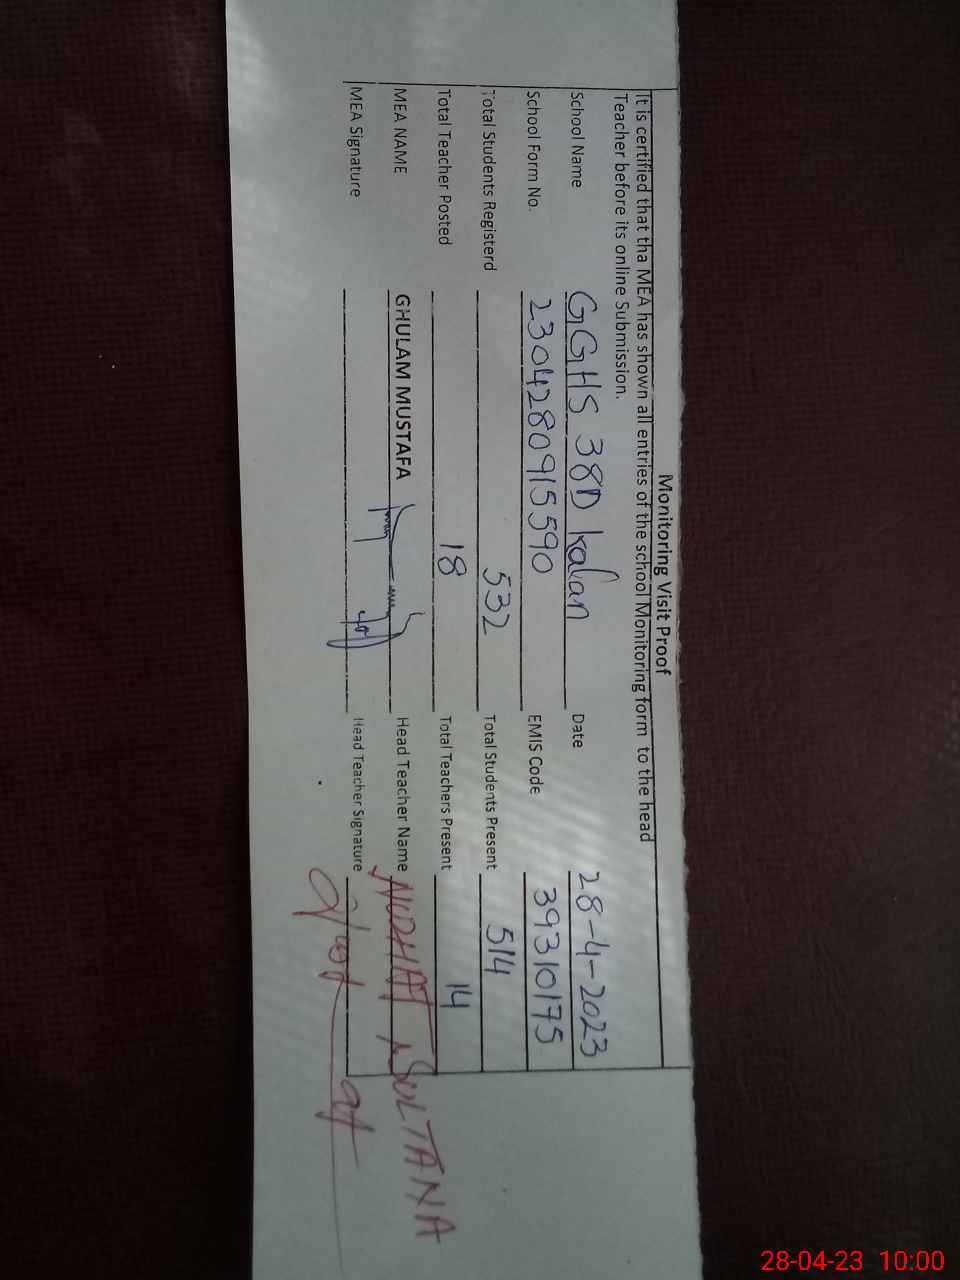 Monitoring Visit Proof
It is certified that tha MEA has shown all entries of the school Monitoring form to the head
Teacher before its online Submission.
School Name GGHS 38D kalan Date 28-4-2023
School Form No. 2304280915590 EMIS Code 39310175
Total Students Registerd 532 Total Students Present 514
Total Teacher Posted 18 Total Teachers Present 14
MEA NAME GHULAM MUSTAFA Head Teacher Name NUDHAT SULTANA
MEA Signature Head Teacher Signature
28-04-23 10:00